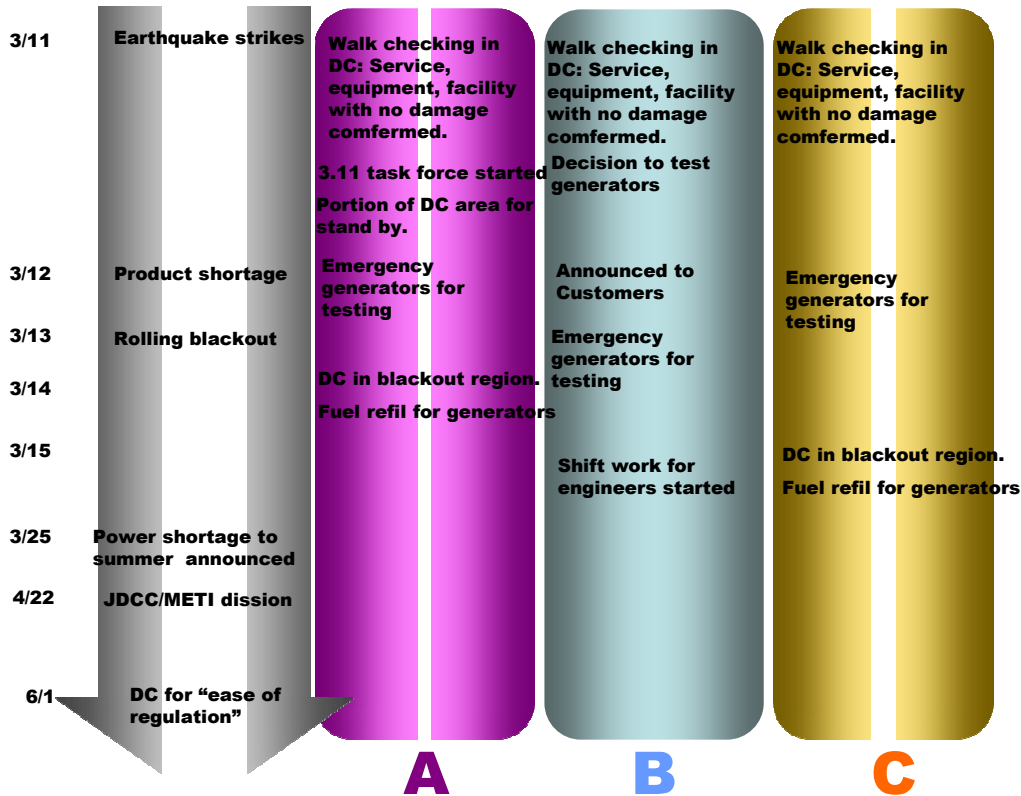 3/11
Earthquake strikes
3/12
Product shortage
3/13
Rolling blackout
3/14
3/15
3/25
Power shortage to
summer announced
4/22
JDCC/METI dission
6/1
DC for “ease of
regulation”
Walk checking in
DC: Service,
equipment, facility
with no damage
comfermed.
3.11 task force started
Portion of DC area for
stand by.
Emergency
generators for
testing
DC in blackout region.
Fuel refil for generators
A
Walk checking in
DC: Service,
equipment, facility
with no damage
comfermed.
Decision to test
generators
Announced to
Customers
Emergency
generators for
testing
Shift work for
engineers started
B
Walk checking in
DC: Service,
equipment, facility
with no damage
comfermed.
Emergency
generators for
testing
DC in blackout region.
Fuel refil for generators
C